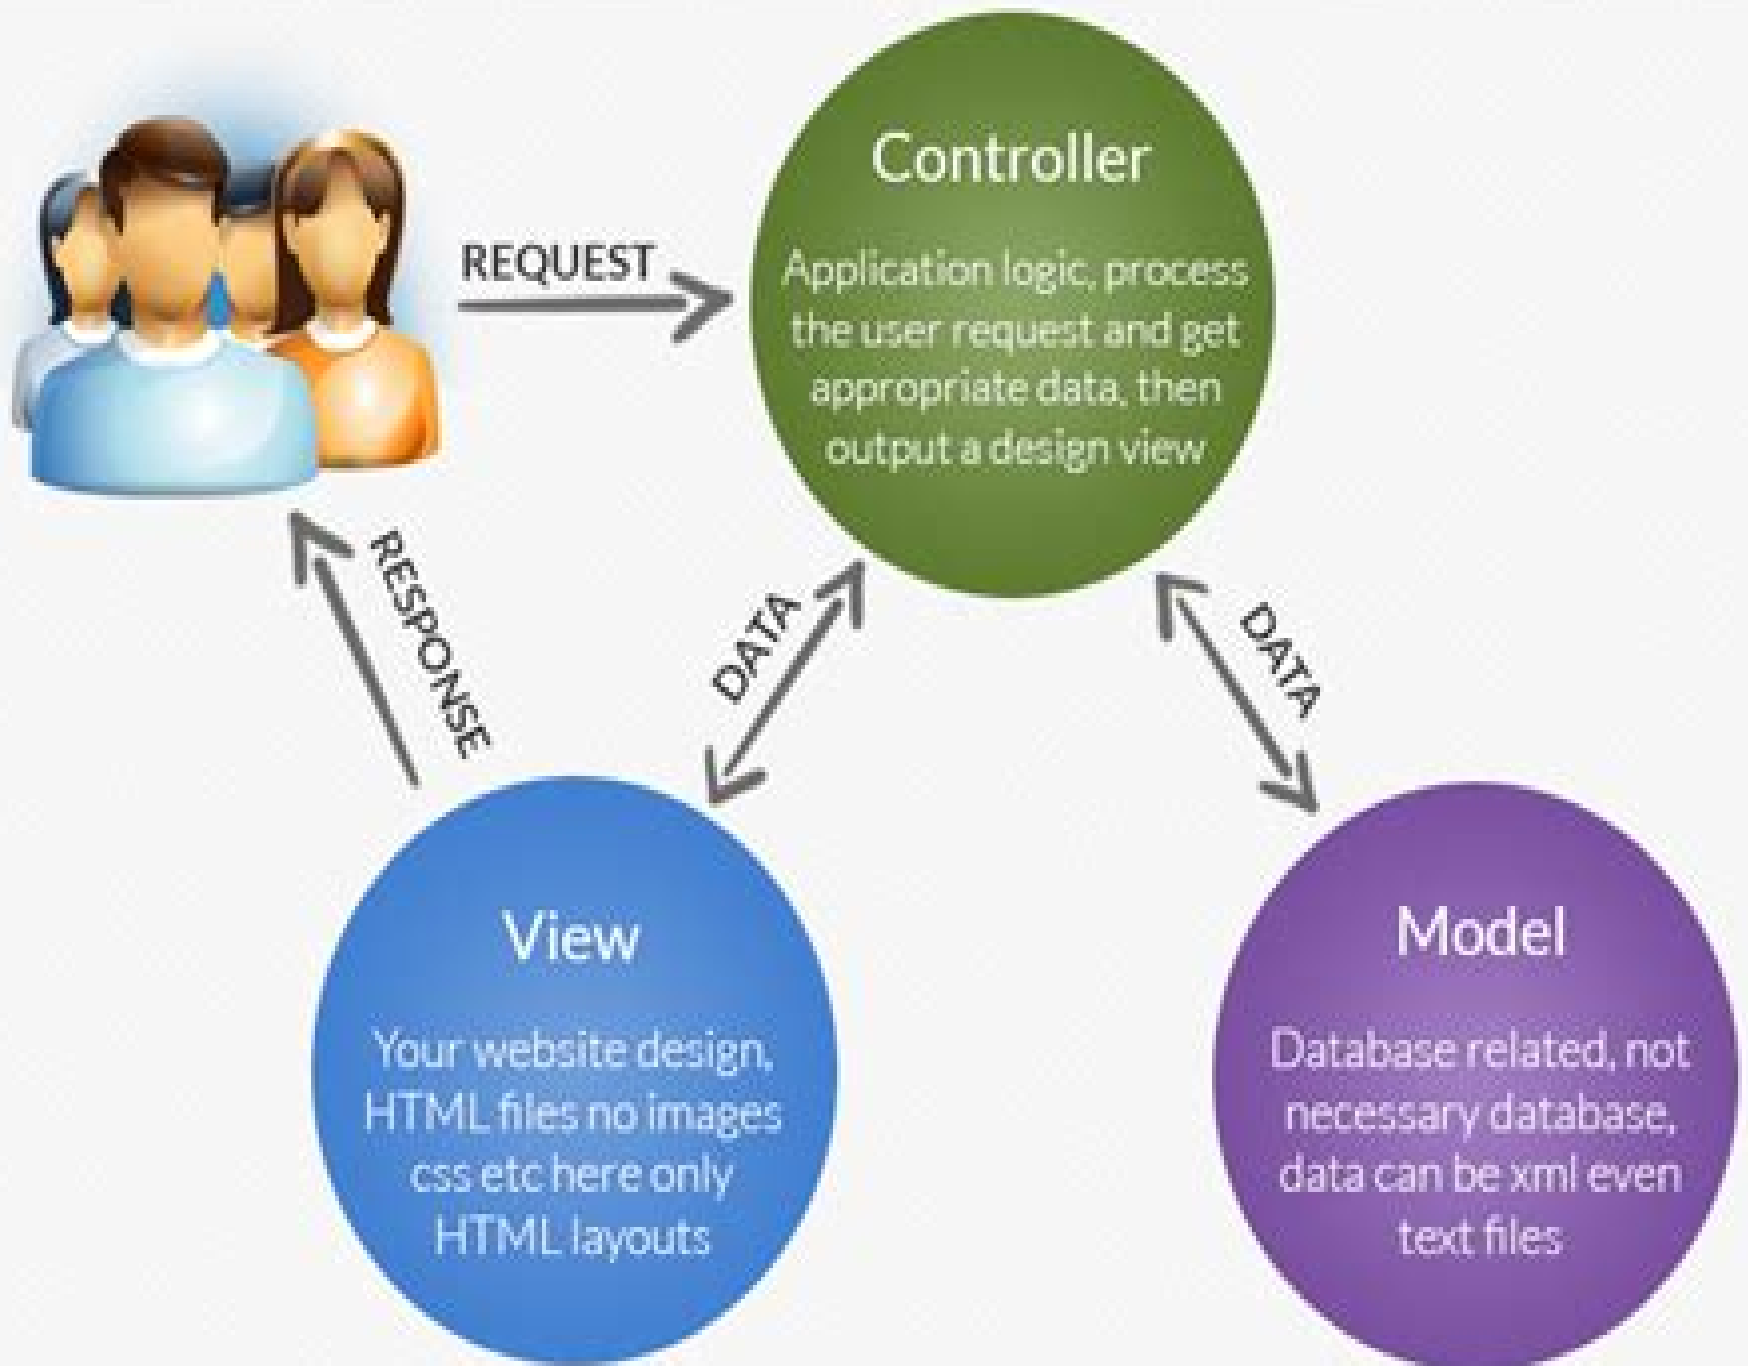 Controller
Application logic, process
the user request and get
appropriate data, then
output a design view
REQUEST
RESPONSE
DATA
DATA
View
Your website design,
HTML files no images
css etc here only
HTML layouts
Model
Database related, not
necessary database,
data can be xml even
text files